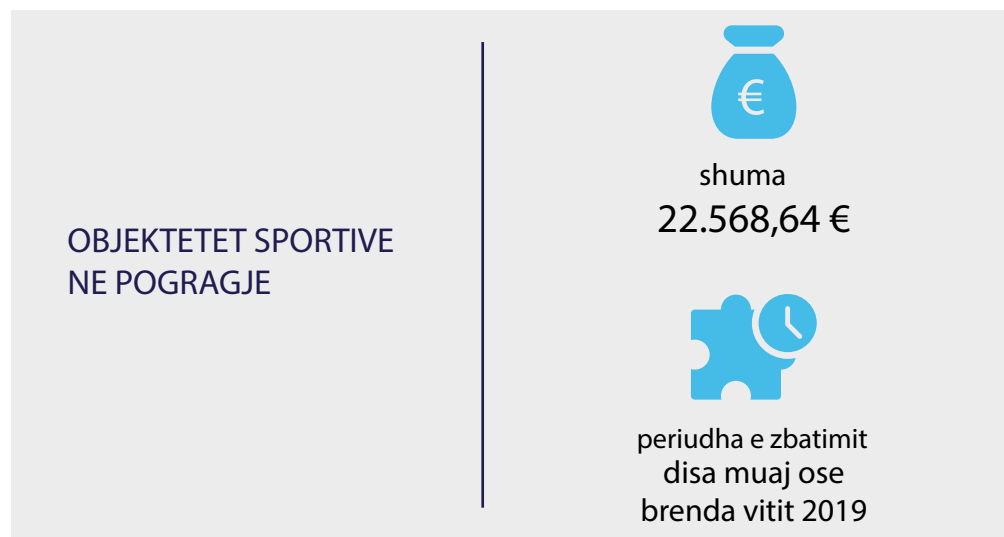 OBJEKTETET SPORTIVE
NE POGRAGJE
€
shuma
22.568,64 €
periudha e zbatimit
disa muaj ose
brenda vitit 2019